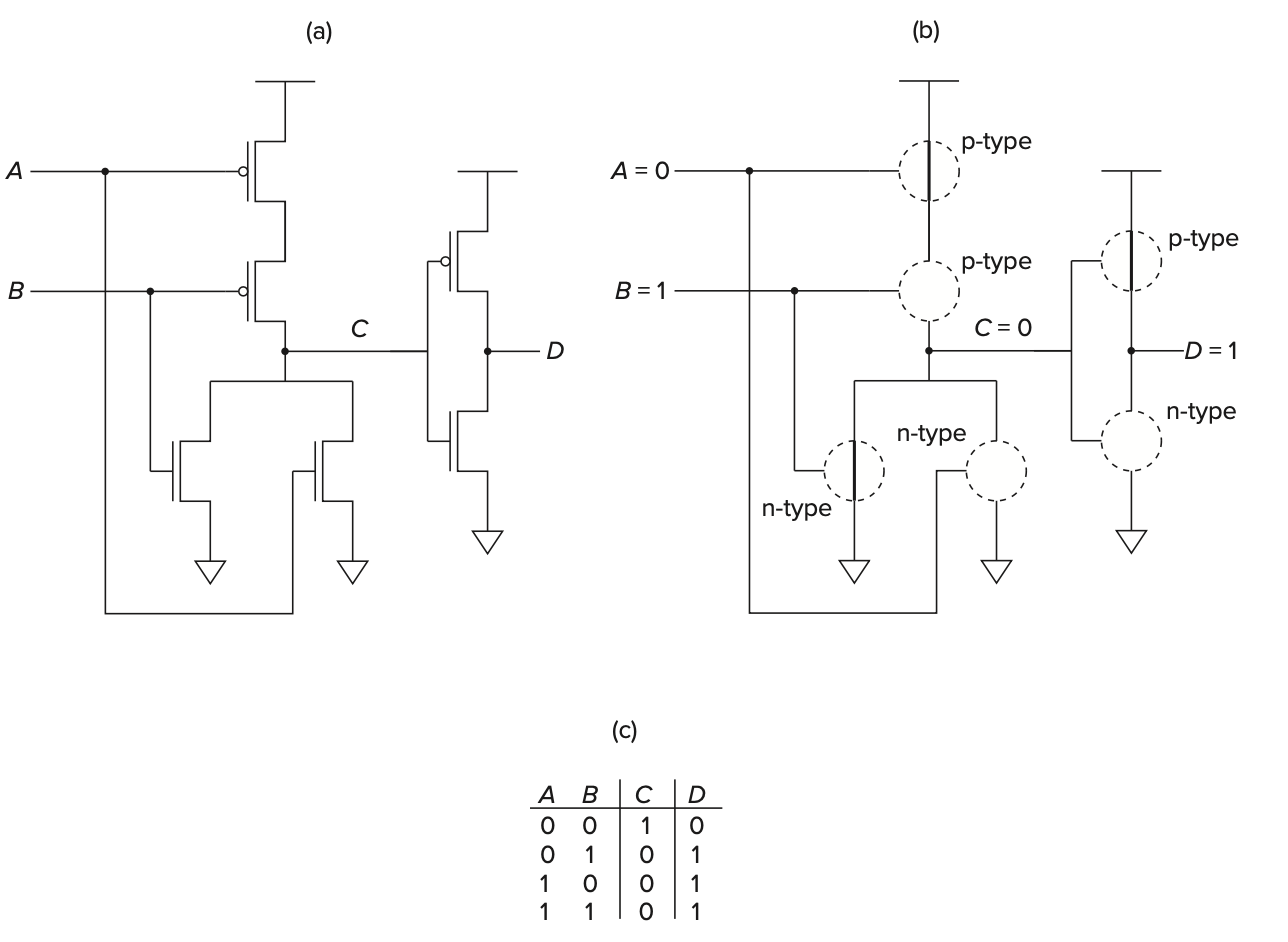 (a)
A
B
C
D
(b)
p-type
A = 0
p-type
B = 1
p-type
C = 0
D = 1
n-type
n-type
n-type
(c)
A B C D
0 0 1 0
0 1 0 1
1 0 0 1
1 1 0 1